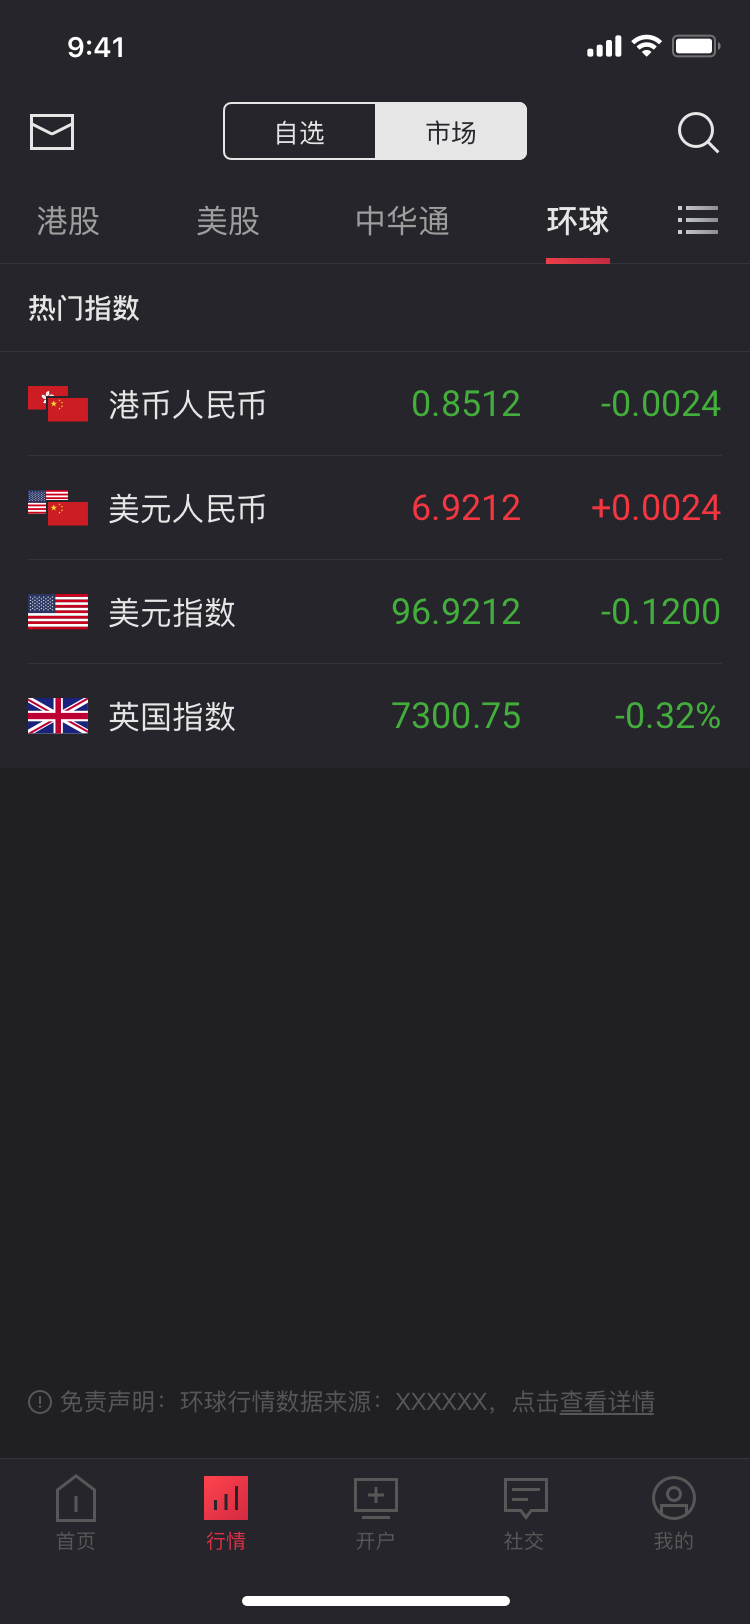 9:41
自选 市场
港股 美股 中华通 环球
热门指数
港币人民币 0.8512 -0.0024
美元人民币 6.9212 +0.0024
美元指数 96.9212 -0.1200
英国指数 7300.75 -0.32%
免责声明：环球行情数据来源：XXXXXX，点击查看详情
首页 行情 开户 社交 我的